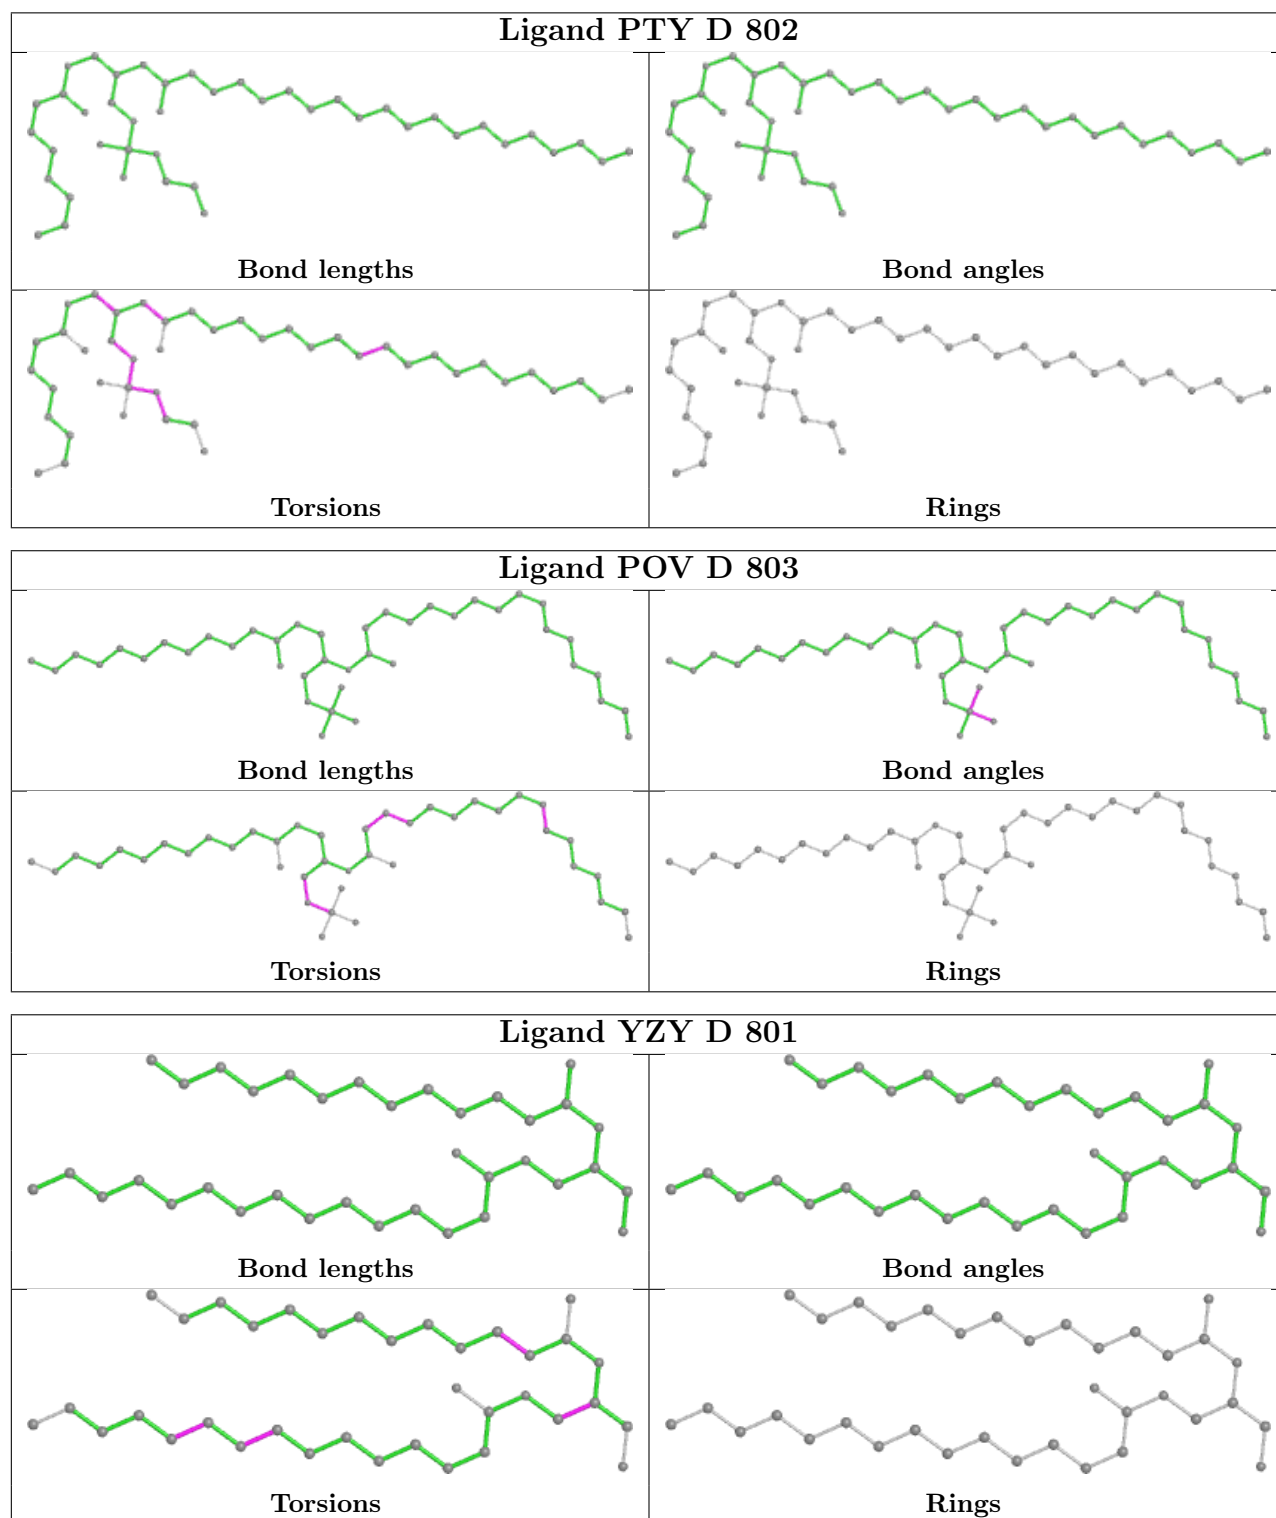 Ligand PTY D 802
Bond lengths
Bond angles
Torsions
Rings
Ligand POV D 803
Bond lengths
Bond angles
Torsions
Rings
Ligand YZY D 801
Bond lengths
Bond angles
Torsions
Rings